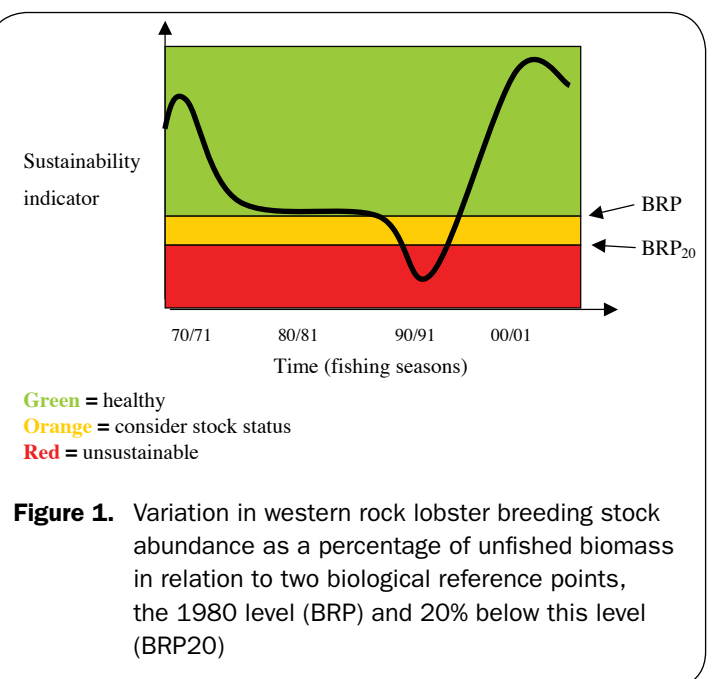 Sustainability
indicator
BRP
BRP20
70/71 80/81 90/91 00/01
Time (fishing seasons)
Green = healthy
Orange = consider stock status
Red = unsustainable
Figure 1. Variation in western rock lobster breeding stock
abundance as a percentage of unfished biomass
in relation to two biological reference points,
the 1980 level (BRP) and 20% below this level
(BRP20)